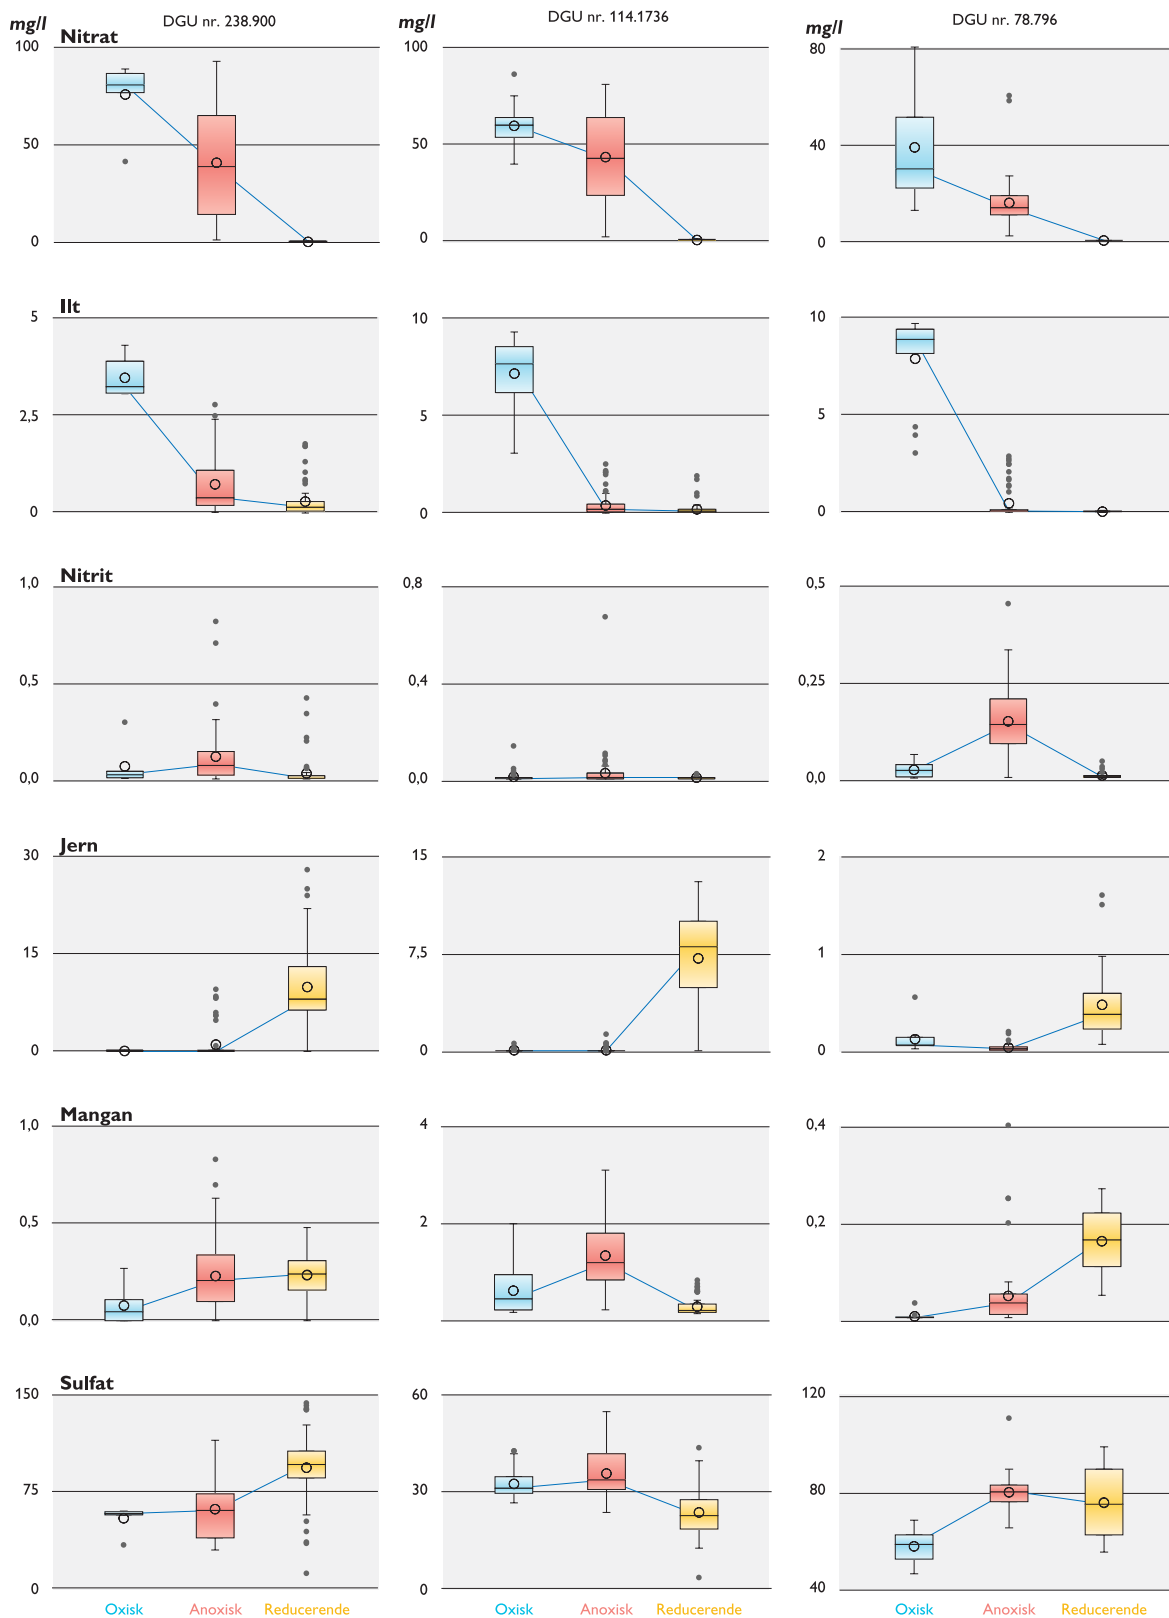 mg/l DGU nr. 238.900 mg/l DGU nr. 114.1736 mg/l DGU nr. 78.796
Nitrat
100 100 80
50 50 40
0 0 0
Ilt
5 10 10
2,5 5 5
0 0 0
Nitrit
1,0 0,8 0,5
0,5 0,4 0,25
0,0 0,0 0,0
Jern
30 15 2
15 7,5 1
0 0 0
Mangan
1,0 4 0,4
0,5 2 0,2
0,0
Sulfat
150 60 120
75 30 80
0 0 40
Oxisk Anoxisk Reducerende Oxisk Anoxisk Reducerende Oxisk Anoxisk Reducerende